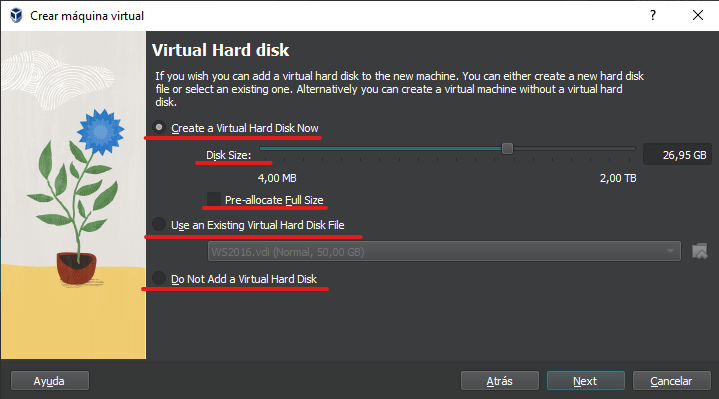 Crear máquina virtual
Virtual Hard disk
If you wish you can add a virtual hard disk to the new machine. You can either create a new hard disk
file or select an existing one. Alternatively you can create a virtual machine without a virtual hard
disk.
Create a Virtual Hard Disk Now
Disk Size:
26,95 GB
4,00 MB
2,00 TB
Pre-allocate Full Size
Use an Existing Virtual Hard Disk File
WS2016.vdi (Normal, 50,00 GB)
Do Not Add a Virtual Hard Disk
Ayuda
Atrás
Next
Cancelar